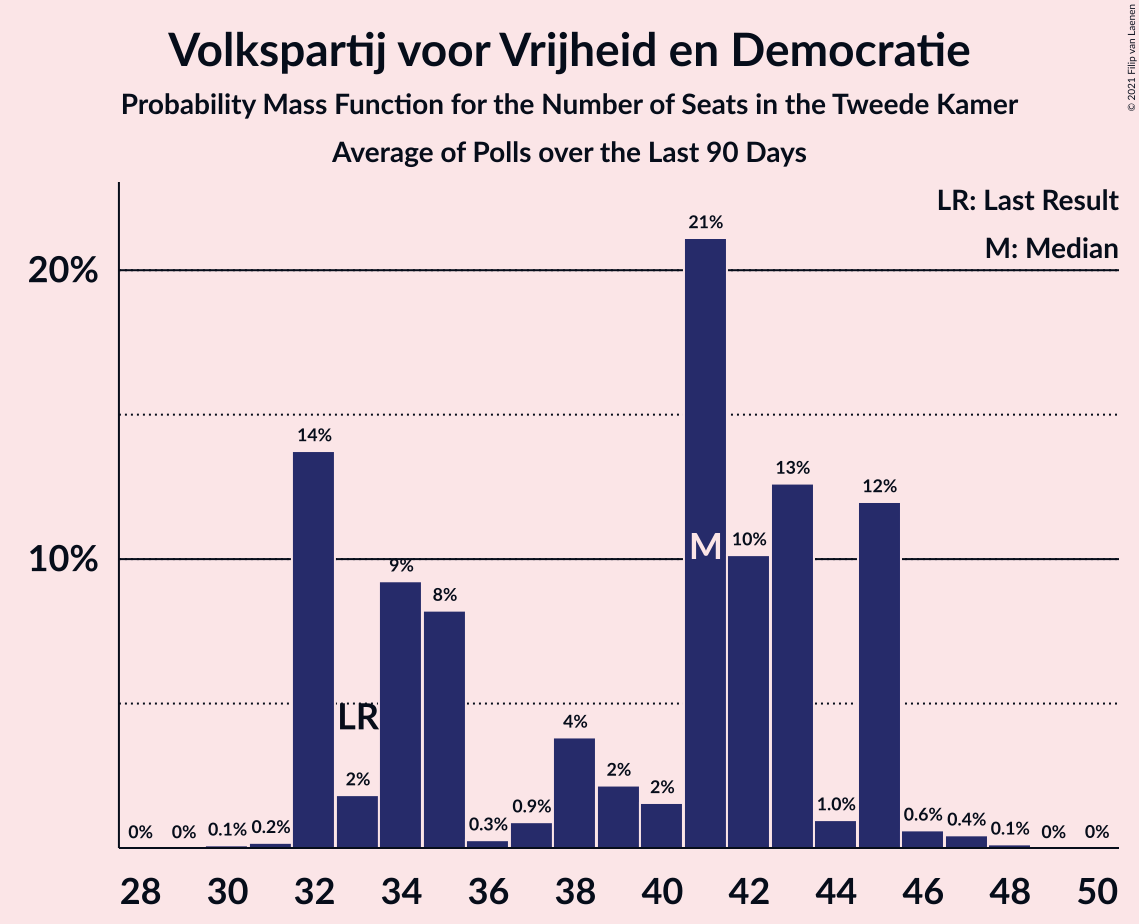 Volkspartij voor Vrijheid en Democratie
Probability Mass Function for the Number of Seats in the Tweede Kamer
Average of Polls over the Last 90 Days
© 2021 Filip van Laenen
LR: Last Result
M: Median
20%
10%
0%
0%
0.1%
0.2%
14%
2%
9%
8%
0.3%
0.9%
4%
2%
2%
21%
10%
13%
1.0%
12%
0.6%
0.4%
0.1%
0%
0%
LR
M
28 30 32 34 36 38 40 42 44 46 48 50